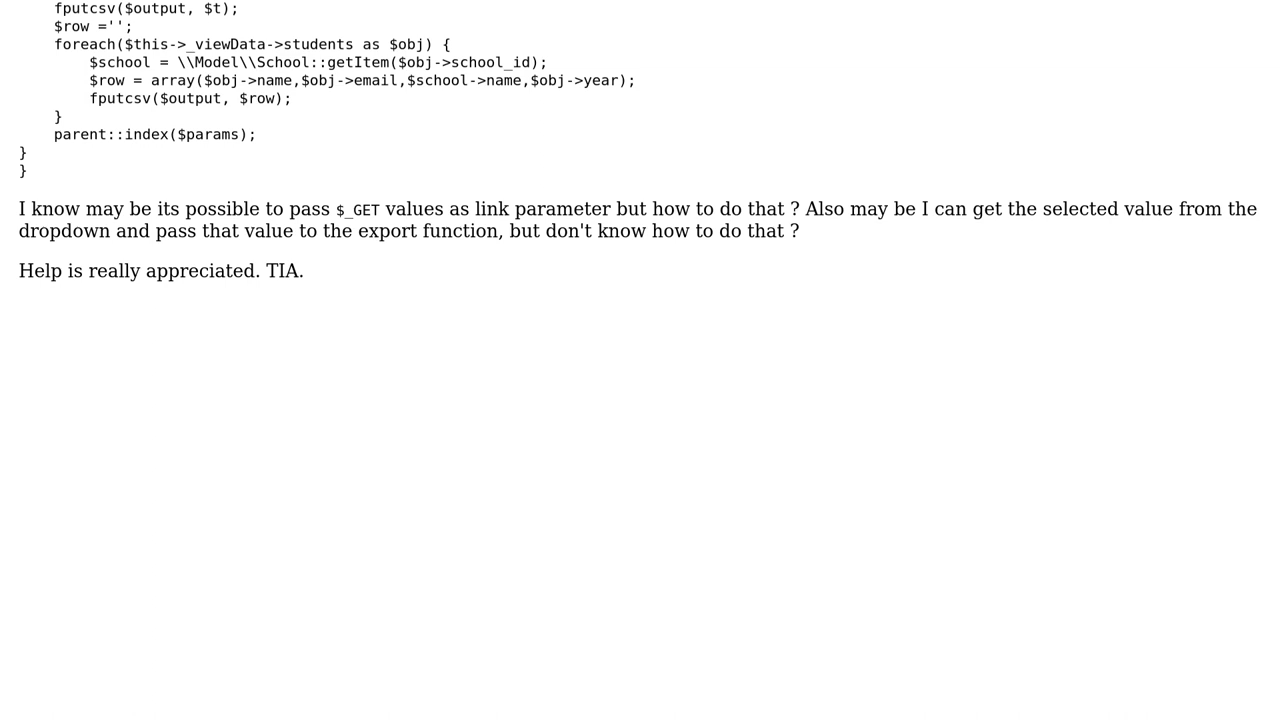 fputcsv($output, $t);
$row ='';
foreach($this->_viewData->students as $obj) {
$school = \\Model\\School::getItem($obj->school_id);
$row = array($obj->name,$obj->email,$school->name,$obj->year);
fputcsv($output, $row);
}
parent::index($params);
}
}
I know may be its possible to pass $_GET values as link parameter but how to do that ? Also may be I can get the selected value from the
dropdown and pass that value to the export function, but don't know how to do that ?
Help is really appreciated. TIA.